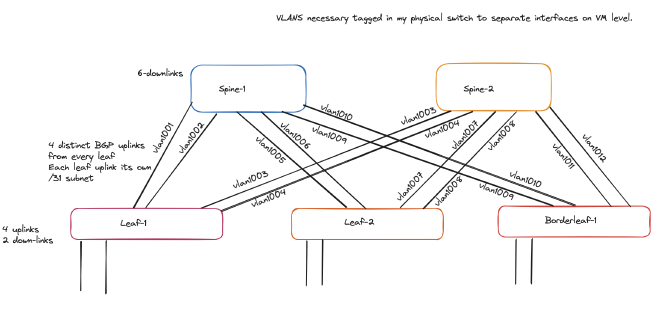 VLANS necessary tagged in my physical switch to separate interfaces on VM level.
6-downlinks
Spine-1
Spine-2
vlan1010
vlan1009
vlan1003
vlan1004
vlan1001
vlan1002
vlan1006
vlan1005
vlan1007
vlan1008
vlan1012
vlan1011
4 distinct BGP uplinks
from every leaf
Each leaf uplink its own
/31 subnet
vlan1003
vlan1004
vlan1007
vlan1008
vlan1010
vlan1009
Leaf-1
Leaf-2
Borderleaf-1
4 uplinks
2 down-links